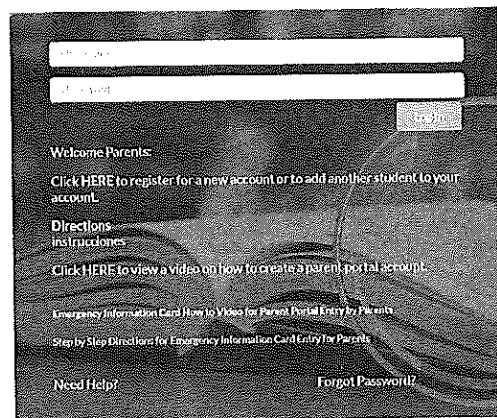 Welcome Parents:
Click HERE to register for a new account or to add another student to your
account.
Directions
instrucciones
Click HERE to view a video on how to create a parent portal account.
Emergency Information Card How to Video for Parent Portal Entry by Parents
Step by Step Directions for Emergency Information Card Entry for Parents
Need Help?
Forgot Password?